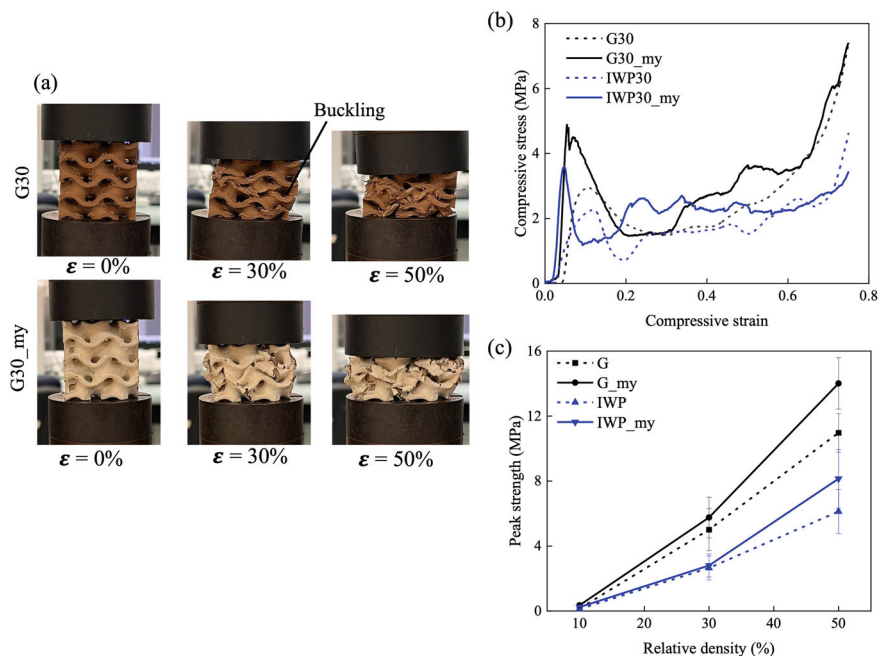 (a)
Buckling
G30
ε = 0%
ε = 30%
ε = 50%
G30_my
ε = 0%
ε = 30%
ε = 50%
(b)
8
6
4
2
0
Compressive stress (MPa)
G30
G30_my
IWP30
IWP30_my
0.0
0.2
0.4
0.6
0.8
Compressive strain
(c)
16
12
8
4
0
Peak strength (MPa)
G
G_my
IWP
IWP_my
10
20
30
40
50
Relative density (%)